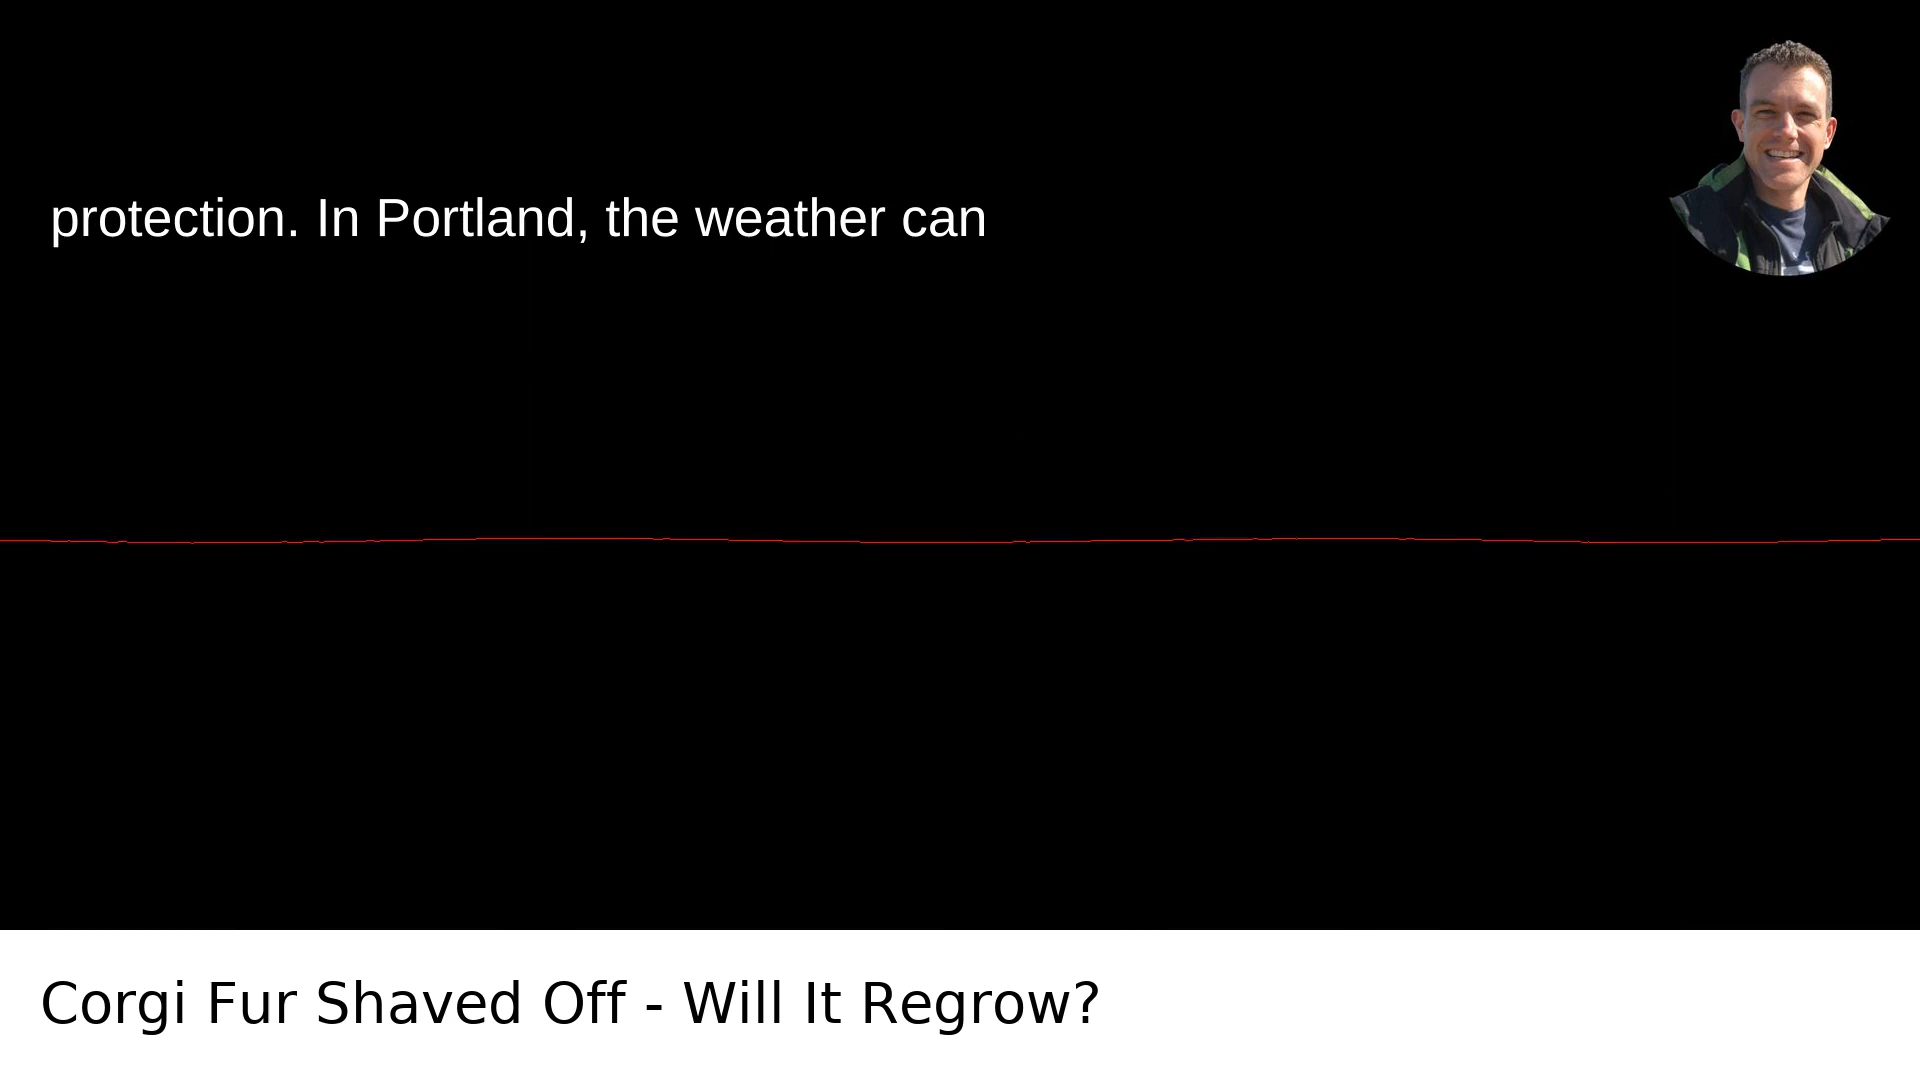 protection. In Portland, the weather can
Corgi Fur Shaved Off - Will It Regrow?